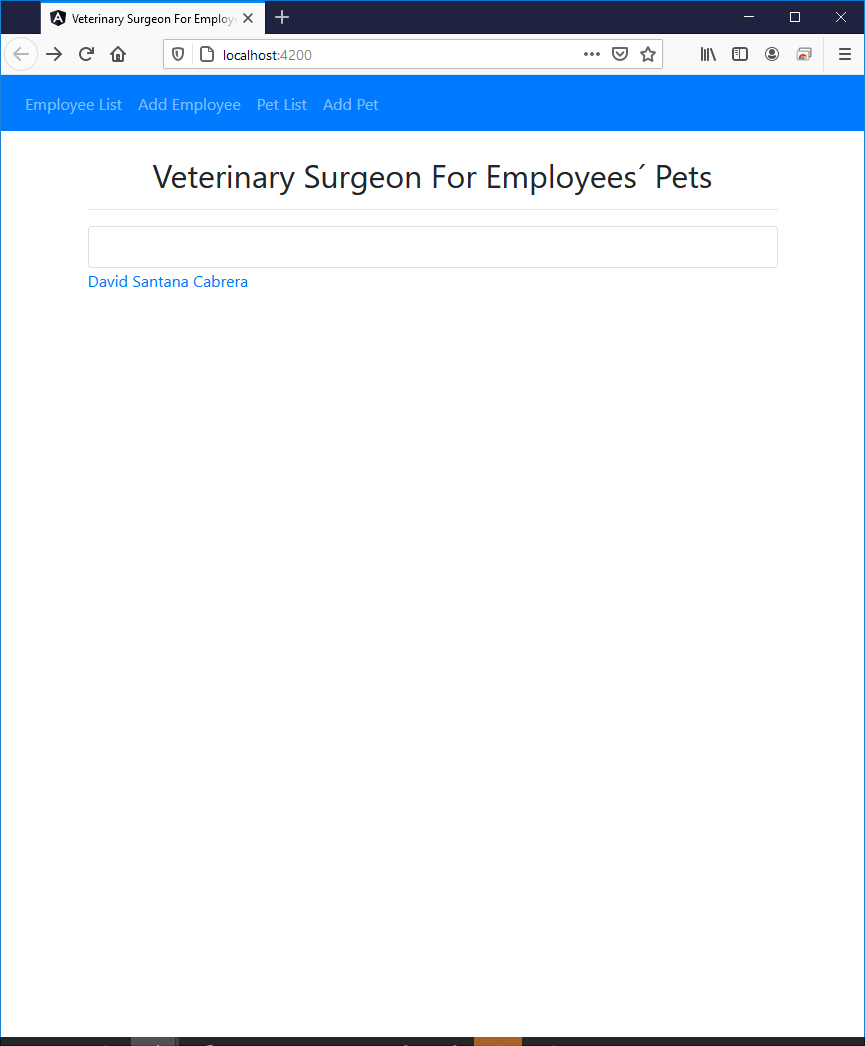 Veterinary Surgeon For Employe
localhost:4200
Employee List Add Employee Pet List Add Pet
Veterinary Surgeon For Employees´ Pets
David Santana Cabrera